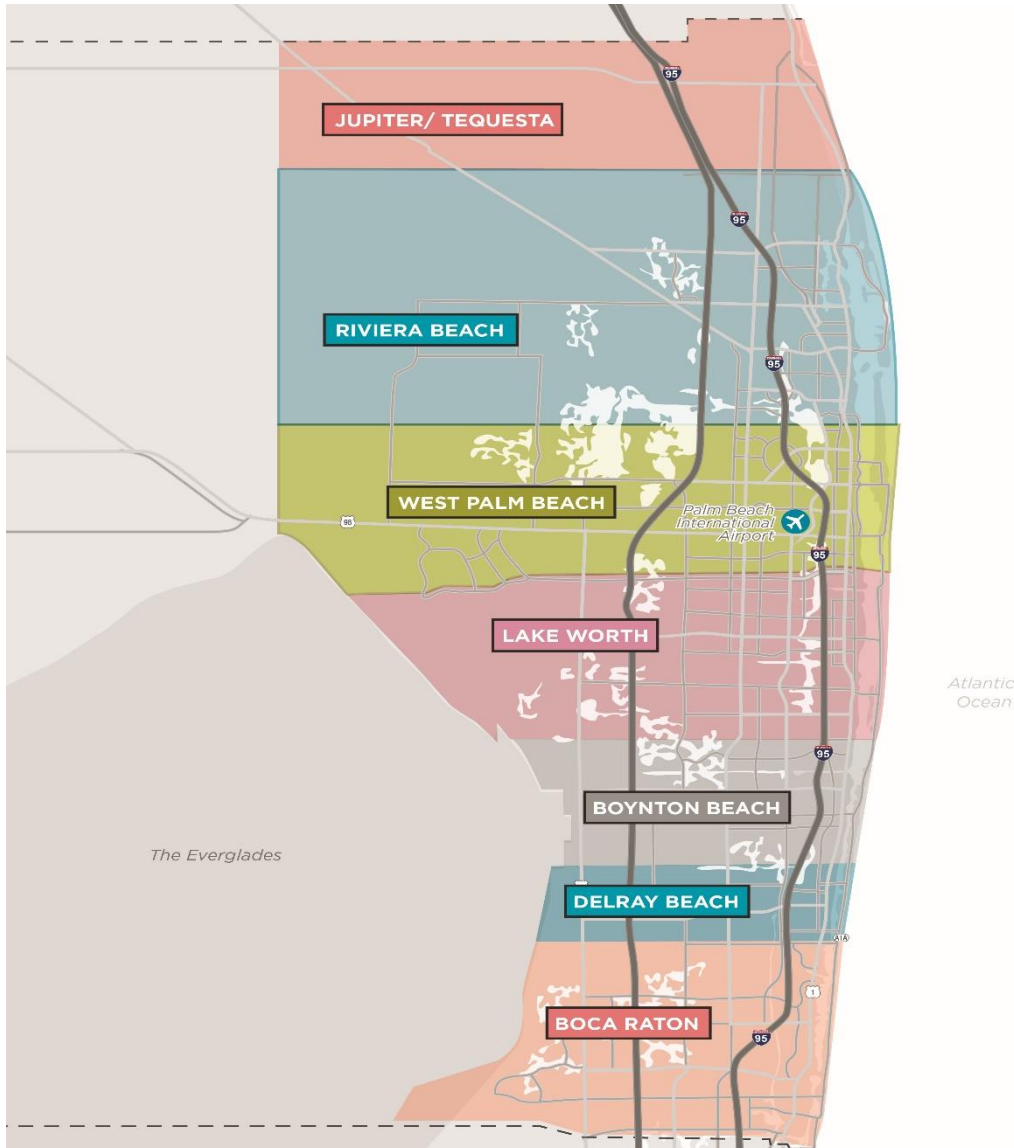 95
JUPITER/ TEQUESTA
95
RIVIERA BEACH
95
WEST PALM BEACH
98
Palm Beach
International
Airport
95
LAKE WORTH
Atlantic
Ocean
95
BOYNTON BEACH
The Everglades
DELRAY BEACH
A1A
1
BOCA RATON
95